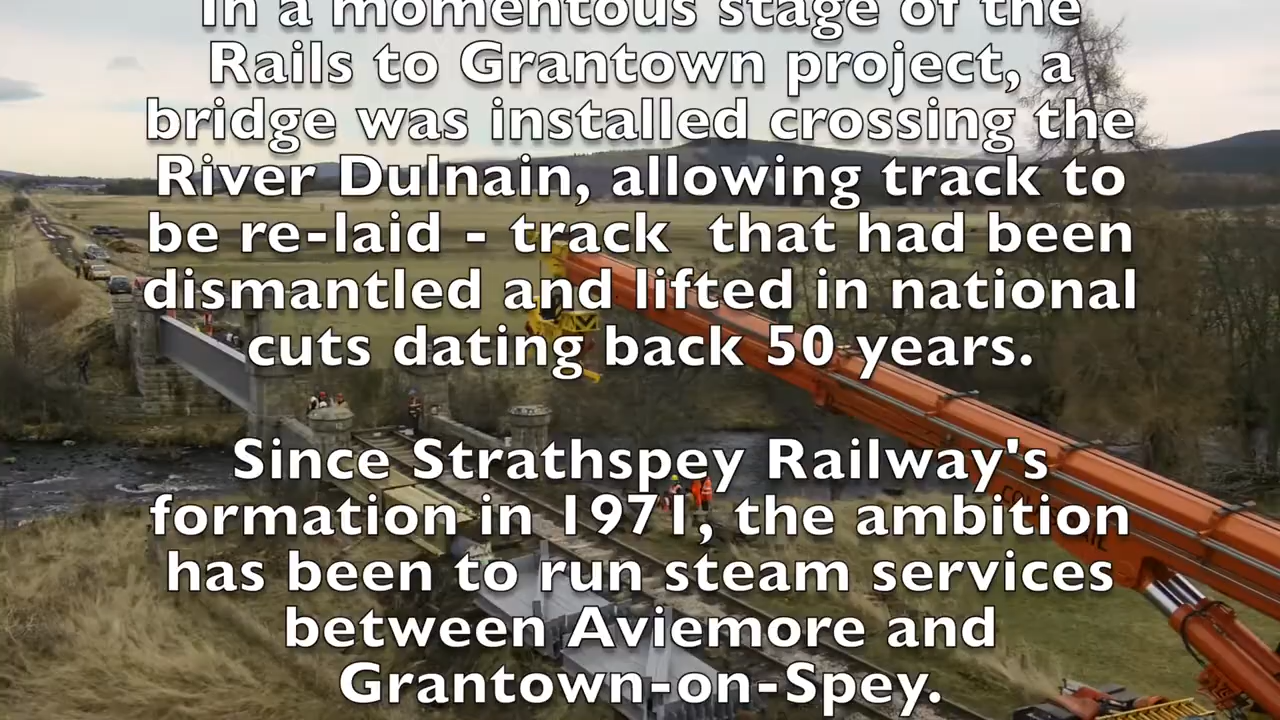 In a momentous stage of the
Rails to Grantown project, a
bridge was installed crossing the
River Dulnain, allowing track to
be re-laid - track  that had been
dismantled and lifted in national
cuts dating back 50 years.
Since Strathspey Railway's
formation in 1971, the ambition
has been to run steam services
between Aviemore and
Grantown-on-Spey.